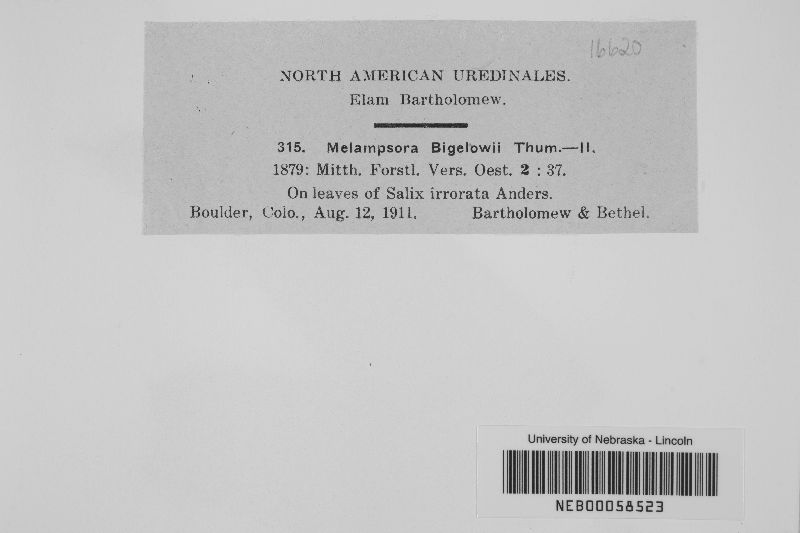 16620
NORTH AMERICAN UREDINALES.
Elam Bartholomew.
315. Melampsora Bigelowii Thum.—II.
1879: Mitth. Forstl. Vers. Oest. 2 : 37.
On leaves of Salix irrorata Anders.
Boulder, Colo., Aug. 12, 1911. Bartholomew & Bethel.
University of Nebraska - Lincoln
NEB00058523